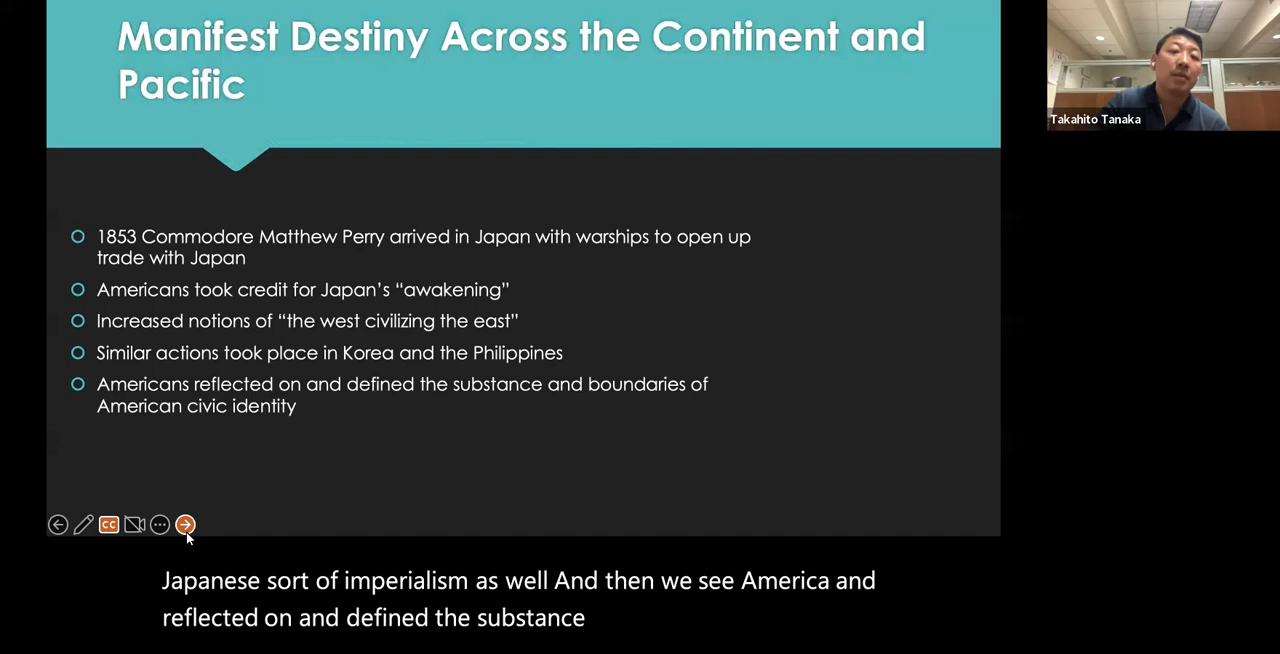 Manifest Destiny Across the Continent and
Pacific
Takahito Tanaka
1853 Commodore Matthew Perry arrived in Japan with warships to open up
trade with Japan
Americans took credit for Japan’s “awakening”
Increased notions of “the west civilizing the east”
Similar actions took place in Korea and the Philippines
Americans reflected on and defined the substance and boundaries of
American civic identity
CC
Japanese sort of imperialism as well And then we see America and
reflected on and defined the substance